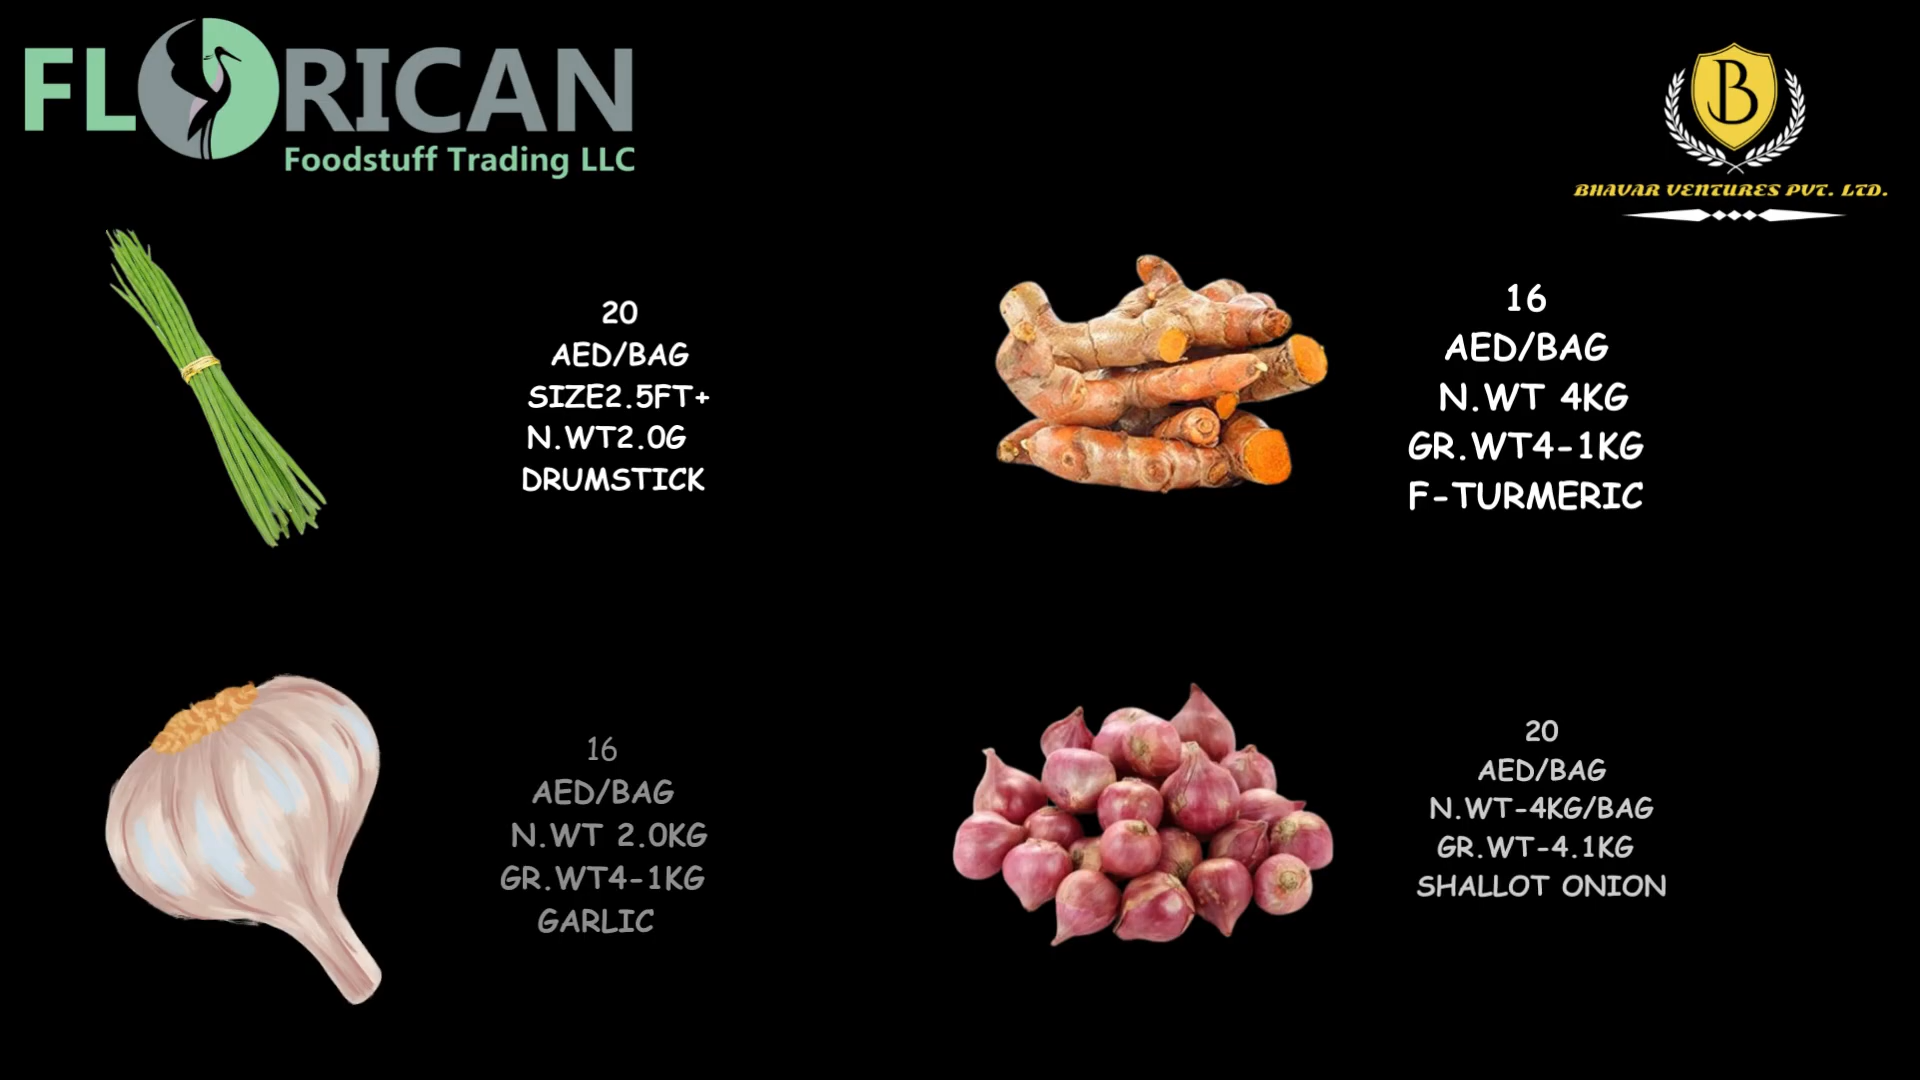 FLORICAN
Foodstuff Trading LLC
B
BHAVAR VENTURES PVT. LTD.
20
AED/BAG
SIZE2.5FT+
N.WT2.0G
DRUMSTICK
16
AED/BAG
N.WT 4KG
GR.WT4-1KG
F-TURMERIC
16
AED/BAG
N.WT 2.0KG
GR.WT4-1KG
GARLIC
20
AED/BAG
N.WT-4KG/BAG
GR.WT-4.1KG
SHALLOT ONION